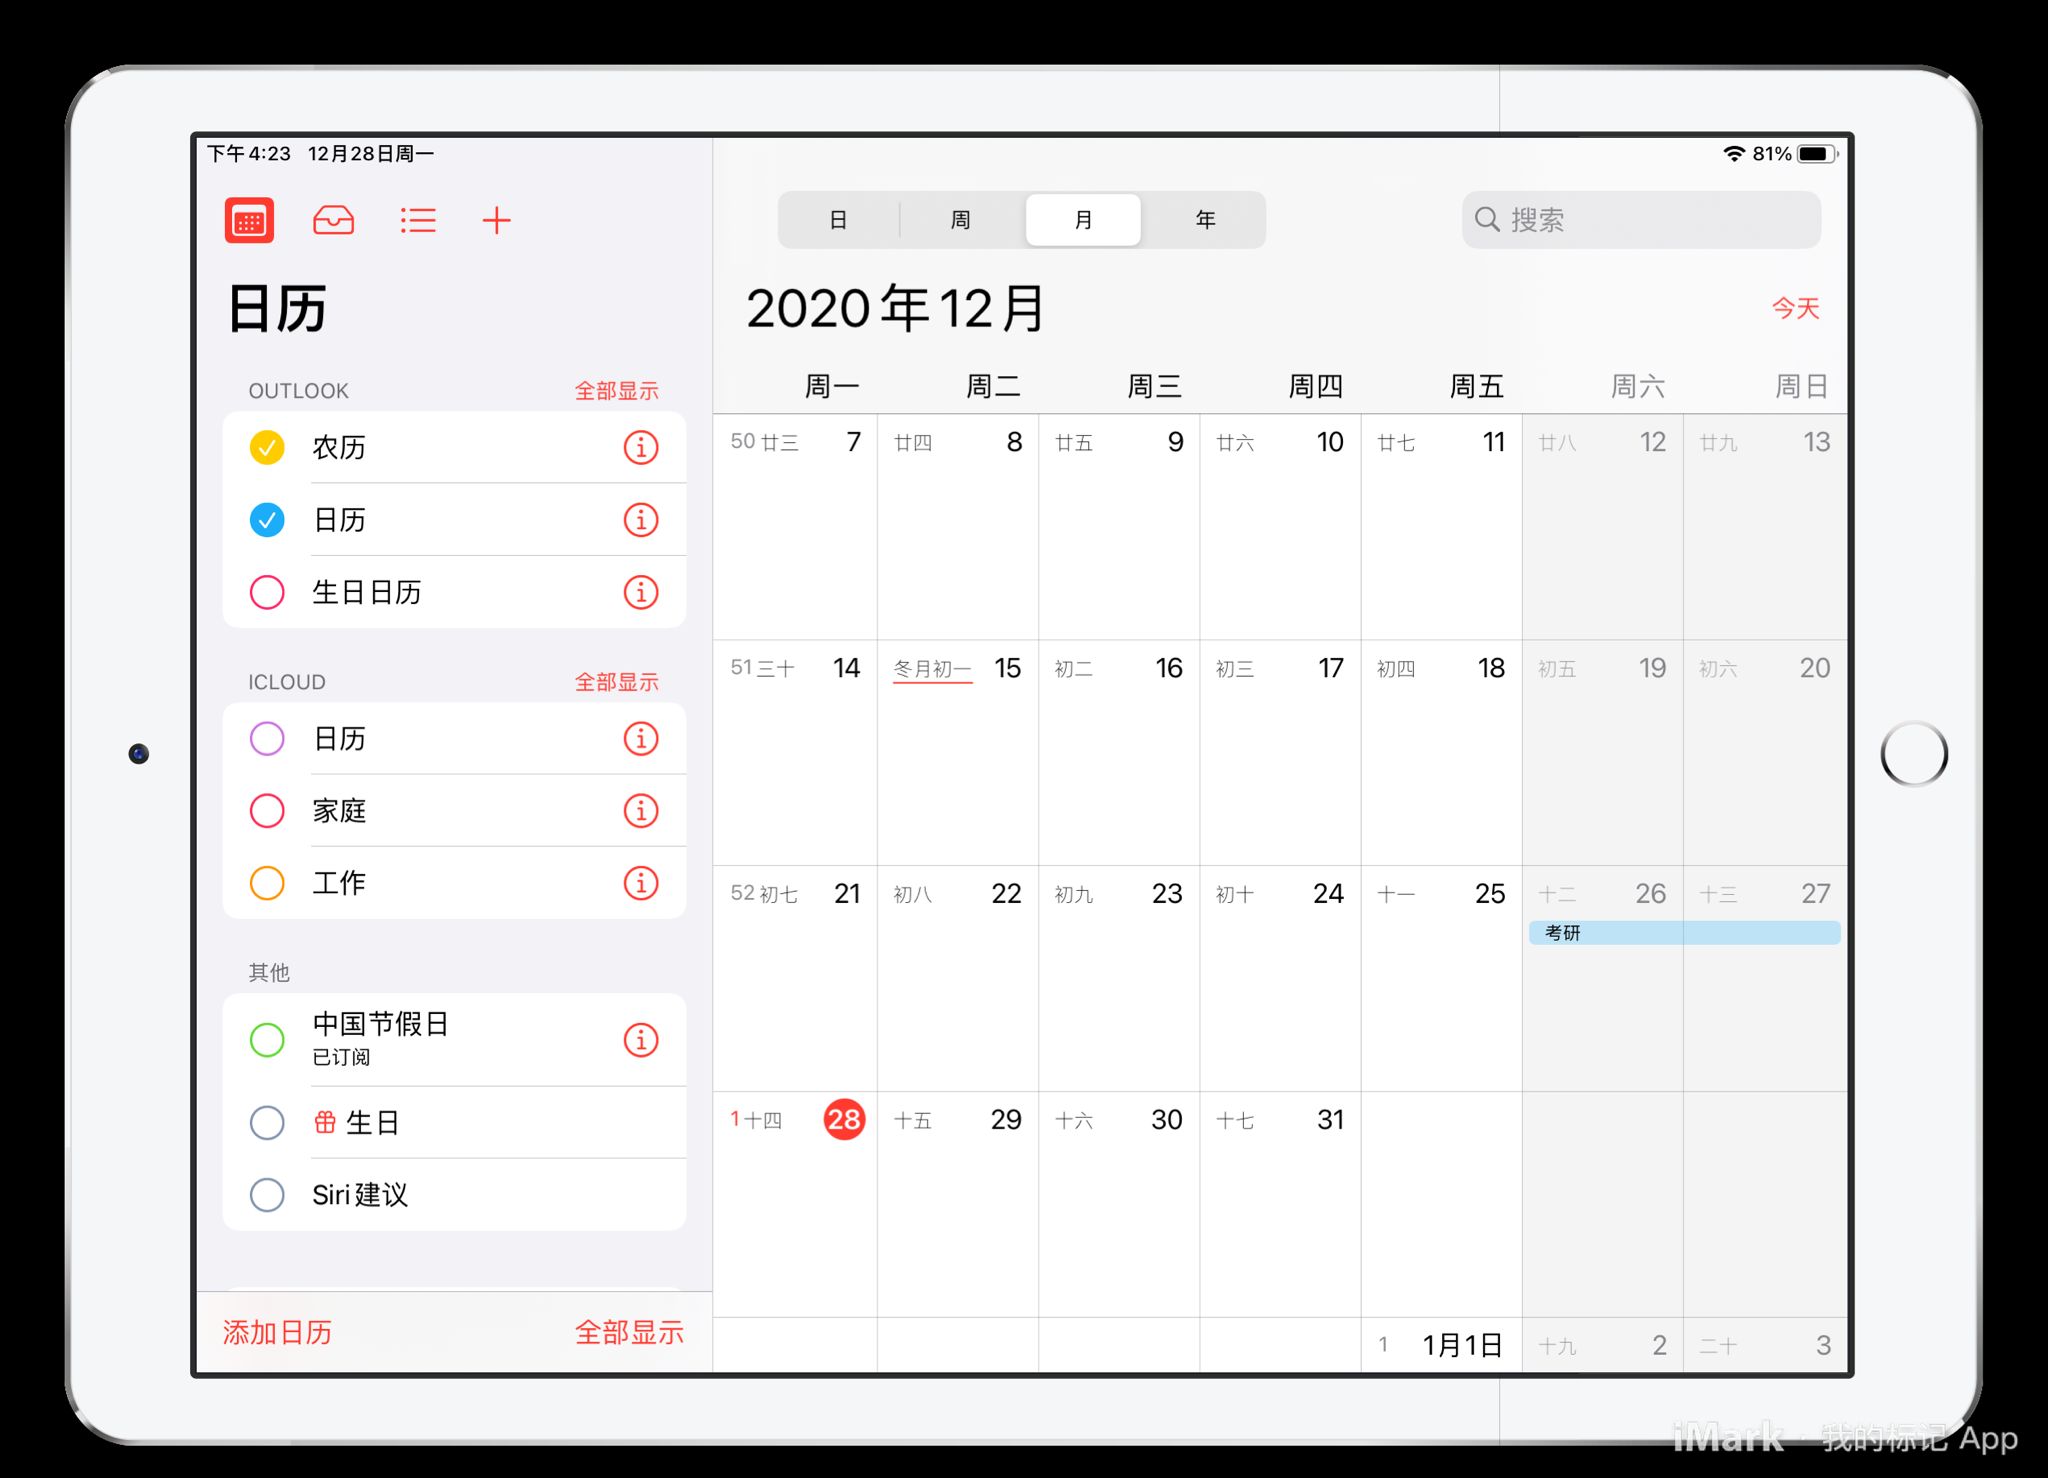 下午4:23 12月28日周一
81%
日 周 月 年
搜索
日历
2020年12月
今天
周一 周二 周三 周四 周五 周六 周日
OUTLOOK 全部显示
农历
日历
生日日历
ICLOUD 全部显示
日历
家庭
工作
其他
中国节假日
已订阅
生日
Siri建议
添加日历 全部显示
50 廿三 7 廿四 8 廿五 9 廿六 10 廿七 11 廿八 12 廿九 13
51 三十 14 冬月初一 15 初二 16 初三 17 初四 18 初五 19 初六 20
52 初七 21 初八 22 初九 23 初十 24 十一 25 十二 26 十三 27
考研
1 十四 28 十五 29 十六 30 十七 31
1 1月1日 十九 2 二十 3
iMark · 我的标记 App